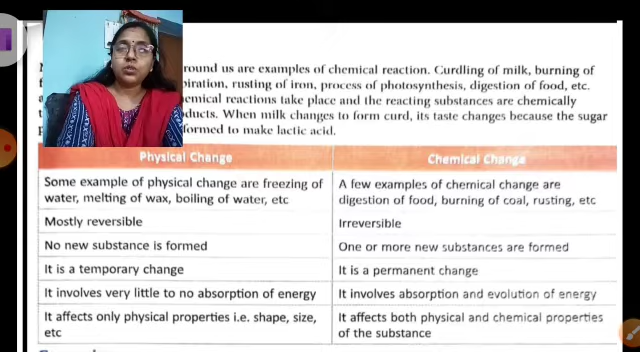 round us are examples of chemical reaction. Curdling of milk, burning of
piration, rusting of iron, process of photosynthesis, digestion of food, etc.
emical reactions take place and the reacting substances are chemically
ducts. When milk changes to form curd, its taste changes because the sugar
formed to make lactic acid.
Physical Change
Chemical Change
Some example of physical change are freezing of
water, melting of wax, boiling of water, etc
A few examples of chemical change are
digestion of food, burning of coal, rusting, etc
Mostly reversible
Irreversible
No new substance is formed
One or more new substances are formed
It is a temporary change
It is a permanent change
It involves very little to no absorption of energy
It involves absorption and evolution of energy
It affects only physical properties i.e. shape, size,
etc
It affects both physical and chemical properties
of the substance